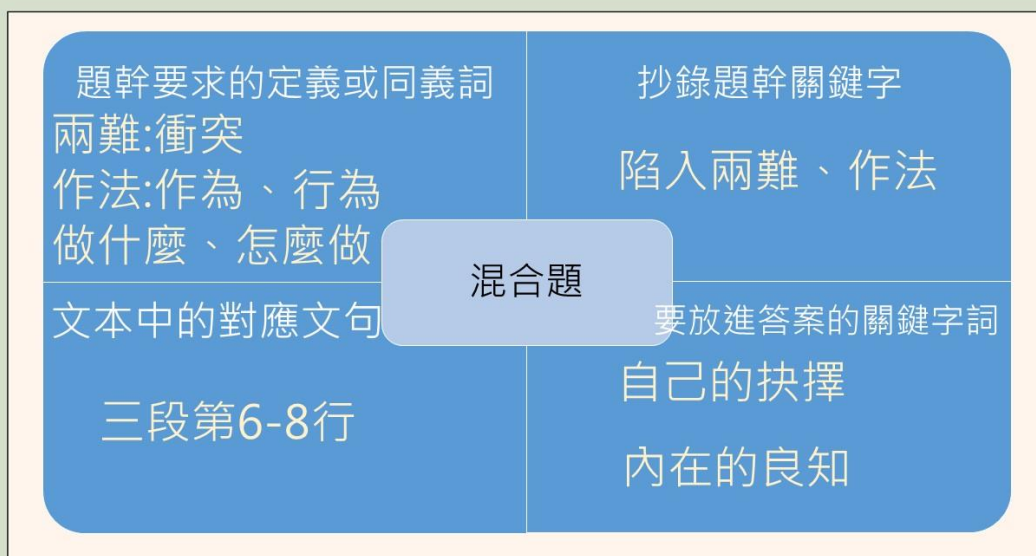 題幹要求的定義或同義詞
兩難:衝突
作法:作為、行為
做什麼、怎麼做
抄錄題幹關鍵字
陷入兩難、作法
混合題
文本中的對應文句
三段第6-8行
要放進答案的關鍵字詞
自己的抉擇
內在的良知